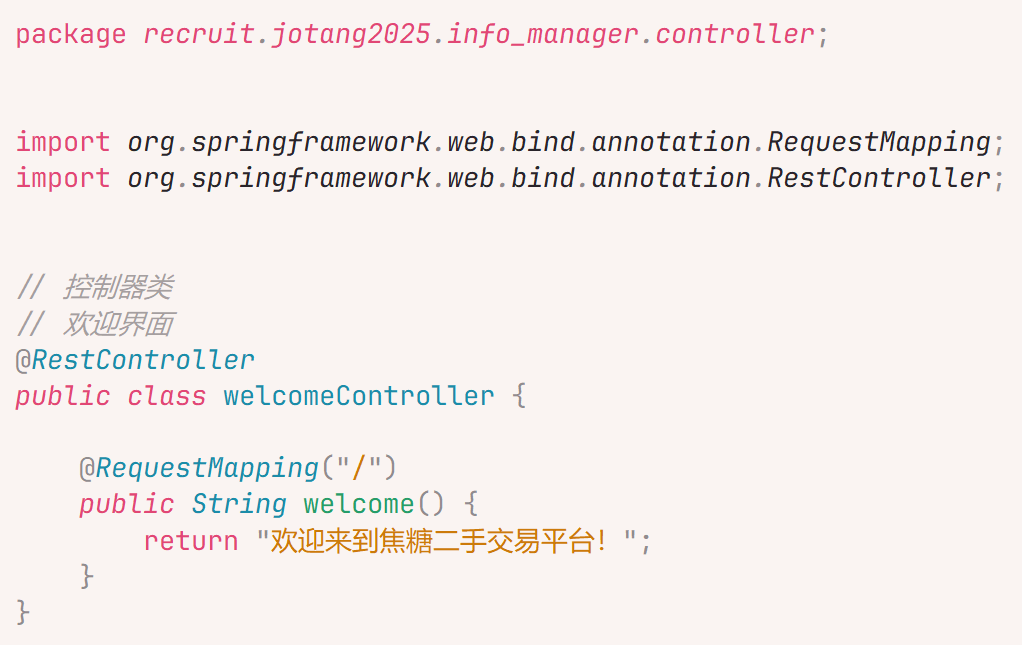 package recruit.jotang2025.info_manager.controller;
import org.springframework.web.bind.annotation.RequestMapping;
import org.springframework.web.bind.annotation.RestController;
// 控制器类
// 欢迎界面
@RestController
public class welcomeController {
@RequestMapping("/")
public String welcome() {
return "欢迎来到焦糖二手交易平台！";
}
}